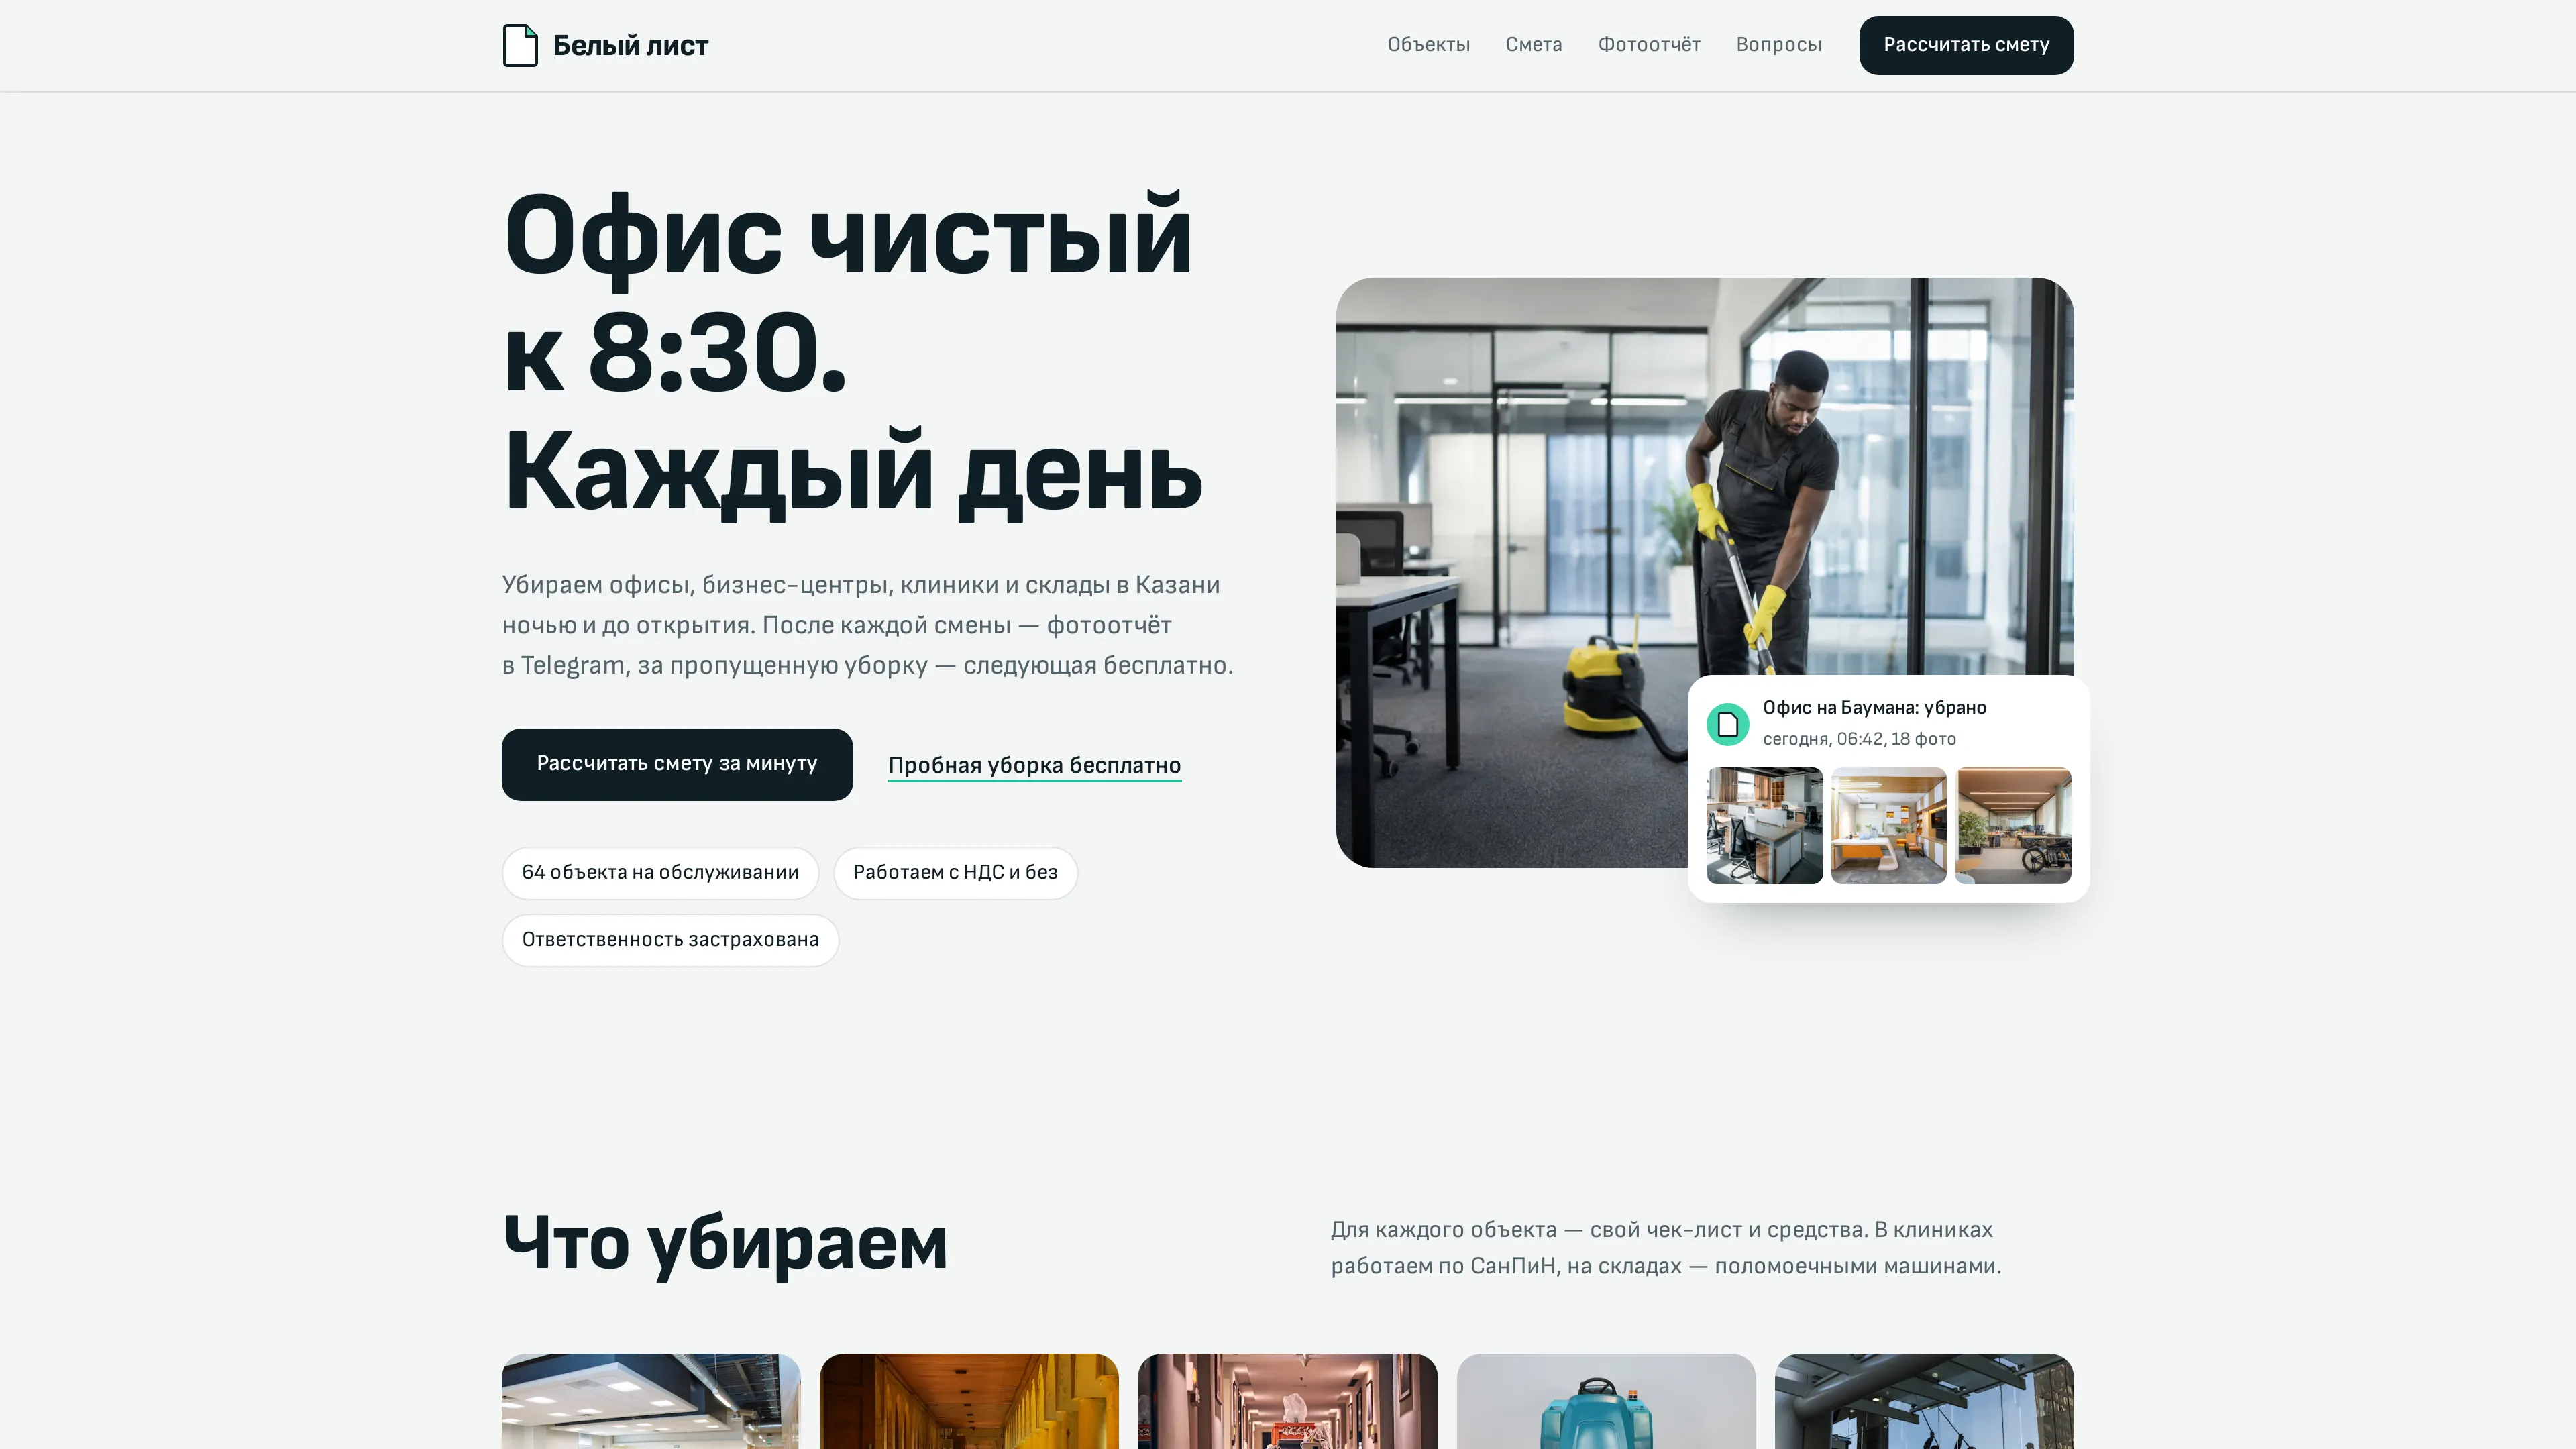 Белый лист
Объекты
Смета
Фотоотчёт
Вопросы
Рассчитать смету
Офис чистый
к 8:30.
Каждый день
Убираем офисы, бизнес-центры, клиники и склады в Казани
ночью и до открытия. После каждой смены — фотоотчёт
в Telegram, за пропущенную уборку — следующая бесплатно.
Рассчитать смету за минуту
Пробная уборка бесплатно
64 объекта на обслуживании
Работаем с НДС и без
Ответственность застрахована
Офис на Баумана: убрано
сегодня, 06:42, 18 фото
Что убираем
Для каждого объекта — свой чек-лист и средства. В клиниках
работаем по СанПиН, на складах — поломоечными машинами.